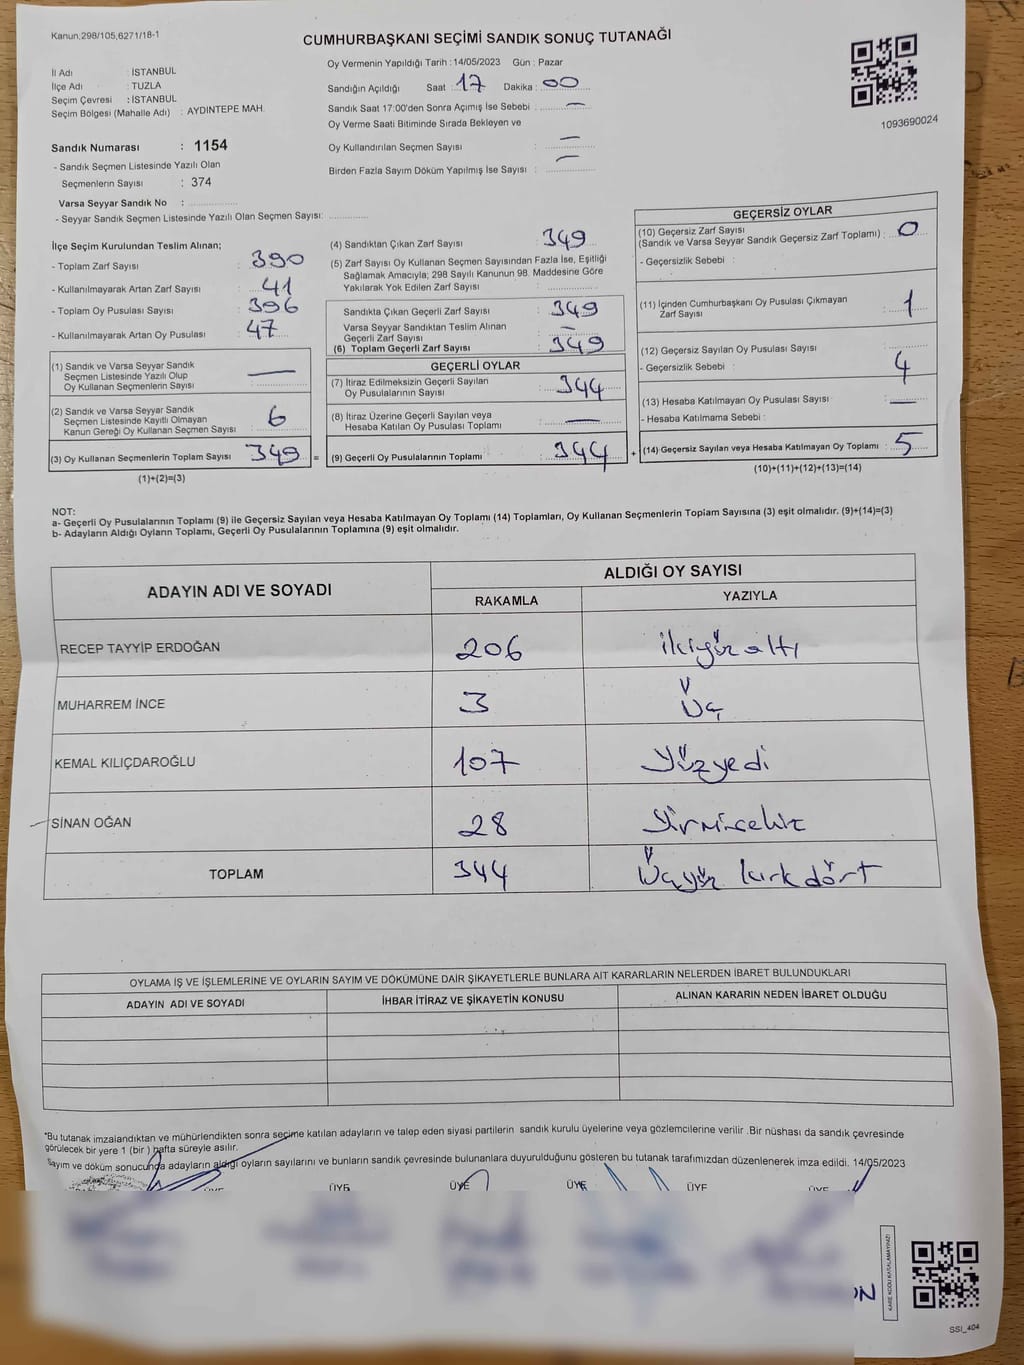 Kanun,298/105,6271/18-1
CUMHURBAŞKANI SEÇİMİ SANDIK SONUÇ TUTANAĞI
İl Adı : İSTANBUL
İlçe Adı : TUZLA
Seçim Çevresi : İSTANBUL
Seçim Bölgesi (Mahalle Adı) : AYDINTEPE MAH.
Sandık Numarası : 1154
- Sandık Seçmen Listesinde Yazılı Olan
Seçmenlerin Sayısı : 374
Varsa Seyyar Sandık No :
- Seyyar Sandık Seçmen Listesinde Yazılı Olan Seçmen Sayısı:
Oy Vermenin Yapıldığı Tarih : 14/05/2023 Gün : Pazar
Sandığın Açıldığı Saat : 17 Dakika : 00
Sandık Saat 17:00'den Sonra Açımış İse Sebebi : —
Oy Verme Saati Bitiminde Sırada Bekleyen ve
Oy Kullandırılan Seçmen Sayısı : —
Birden Fazla Sayım Döküm Yapılmış İse Sayısı : —
1093690024
İlçe Seçim Kurulundan Teslim Alınan;
- Toplam Zarf Sayısı : 390
- Kullanılmayarak Artan Zarf Sayısı : 41
- Toplam Oy Pusulası Sayısı : 396
- Kullanılmayarak Artan Oy Pusulası : 47
(1) Sandık ve Varsa Seyyar Sandık
Seçmen Listesinde Yazılı Olup
Oy Kullanan Seçmenlerin Sayısı : —
(2) Sandık ve Varsa Seyyar Sandık
Seçmen Listesinde Kayıtlı Olmayan
Kanun Gereği Oy Kullanan Seçmen Sayısı : 6
(3) Oy Kullanan Seçmenlerin Toplam Sayısı : 349 =
(1)+(2)=(3)
(4) Sandıktan Çıkan Zarf Sayısı : 349
(5) Zarf Sayısı Oy Kullanan Seçmen Sayısından Fazla İse, Eşitliği
Sağlamak Amacıyla; 298 Sayılı Kanunun 98. Maddesine Göre
Yakılarak Yok Edilen Zarf Sayısı :
Sandıkta Çıkan Geçerli Zarf Sayısı : 349
Varsa Seyyar Sandıktan Teslim Alınan
Geçerli Zarf Sayısı : —
(6) Toplam Geçerli Zarf Sayısı : 349
GEÇERLİ OYLAR
(7) İtiraz Edilmeksizin Geçerli Sayılan
Oy Pusulalarının Sayısı : 344
(8) İtiraz Üzerine Geçerli Sayılan veya
Hesaba Katılan Oy Pusulası Toplamı : —
(9) Geçerli Oy Pusulalarının Toplamı : 344 +
GEÇERSİZ OYLAR
(10) Geçersiz Zarf Sayısı
(Sandık ve Varsa Seyyar Sandık Geçersiz Zarf Toplamı) : 0
- Geçersizlik Sebebi :
(11) İçinden Cumhurbaşkanı Oy Pusulası Çıkmayan
Zarf Sayısı : 1
(12) Geçersiz Sayılan Oy Pusulası Sayısı : 4
- Geçersizlik Sebebi :
(13) Hesaba Katılmayan Oy Pusulası Sayısı : —
- Hesaba Katılmama Sebebi :
(14) Geçersiz Sayılan veya Hesaba Katılmayan Oy Toplamı : 5
(10)+(11)+(12)+(13)=(14)
NOT:
a- Geçerli Oy Pusulalarının Toplamı (9) ile Geçersiz Sayılan veya Hesaba Katılmayan Oy Toplamı (14) Toplamları, Oy Kullanan Seçmenlerin Toplam Sayısına (3) eşit olmalıdır. (9)+(14)=(3)
b- Adayların Aldığı Oyların Toplamı, Geçerli Oy Pusulalarının Toplamına (9) eşit olmalıdır.
ADAYIN ADI VE SOYADI ALDIĞI OY SAYISI
RAKAMLA YAZIYLA
RECEP TAYYİP ERDOĞAN 206 ikiyüz altı
MUHARREM İNCE 3 Üç
KEMAL KILIÇDAROĞLU 107 Yüzyedi
SİNAN OĞAN 28 Yirmisekiz
TOPLAM 344 Üçyüz kırk dört
OYLAMA İŞ VE İŞLEMLERİNE VE OYLARIN SAYIM VE DÖKÜMÜNE DAİR ŞİKAYETLERLE BUNLARA AİT KARARLARIN NELERDEN İBARET BULUNDUKLARI
ADAYIN ADI VE SOYADI İHBAR İTİRAZ VE ŞİKAYETİN KONUSU ALINAN KARARIN NEDEN İBARET OLDUĞU
*Bu tutanak imzalandıktan ve mühürlendikten sonra seçime katılan adayların ve talep eden siyasi partilerin sandık kurulu üyelerine veya gözlemcilerine verilir .Bir nüshası da sandık çevresinde
görülecek bir yere 1 (bir ) hafta süreyle asılır.
Sayım ve döküm sonucunda adayların aldığı oyların sayılarını ve bunların sandık çevresinde bulunanlara duyurulduğunu gösteren bu tutanak tarafımızdan düzenlenerek imza edildi. 14/05/2023
ÜYE ÜYE ÜYE ÜYE ÜYE ÜYE
KARE KODU KARALAMAYINIZ!
SSI_404